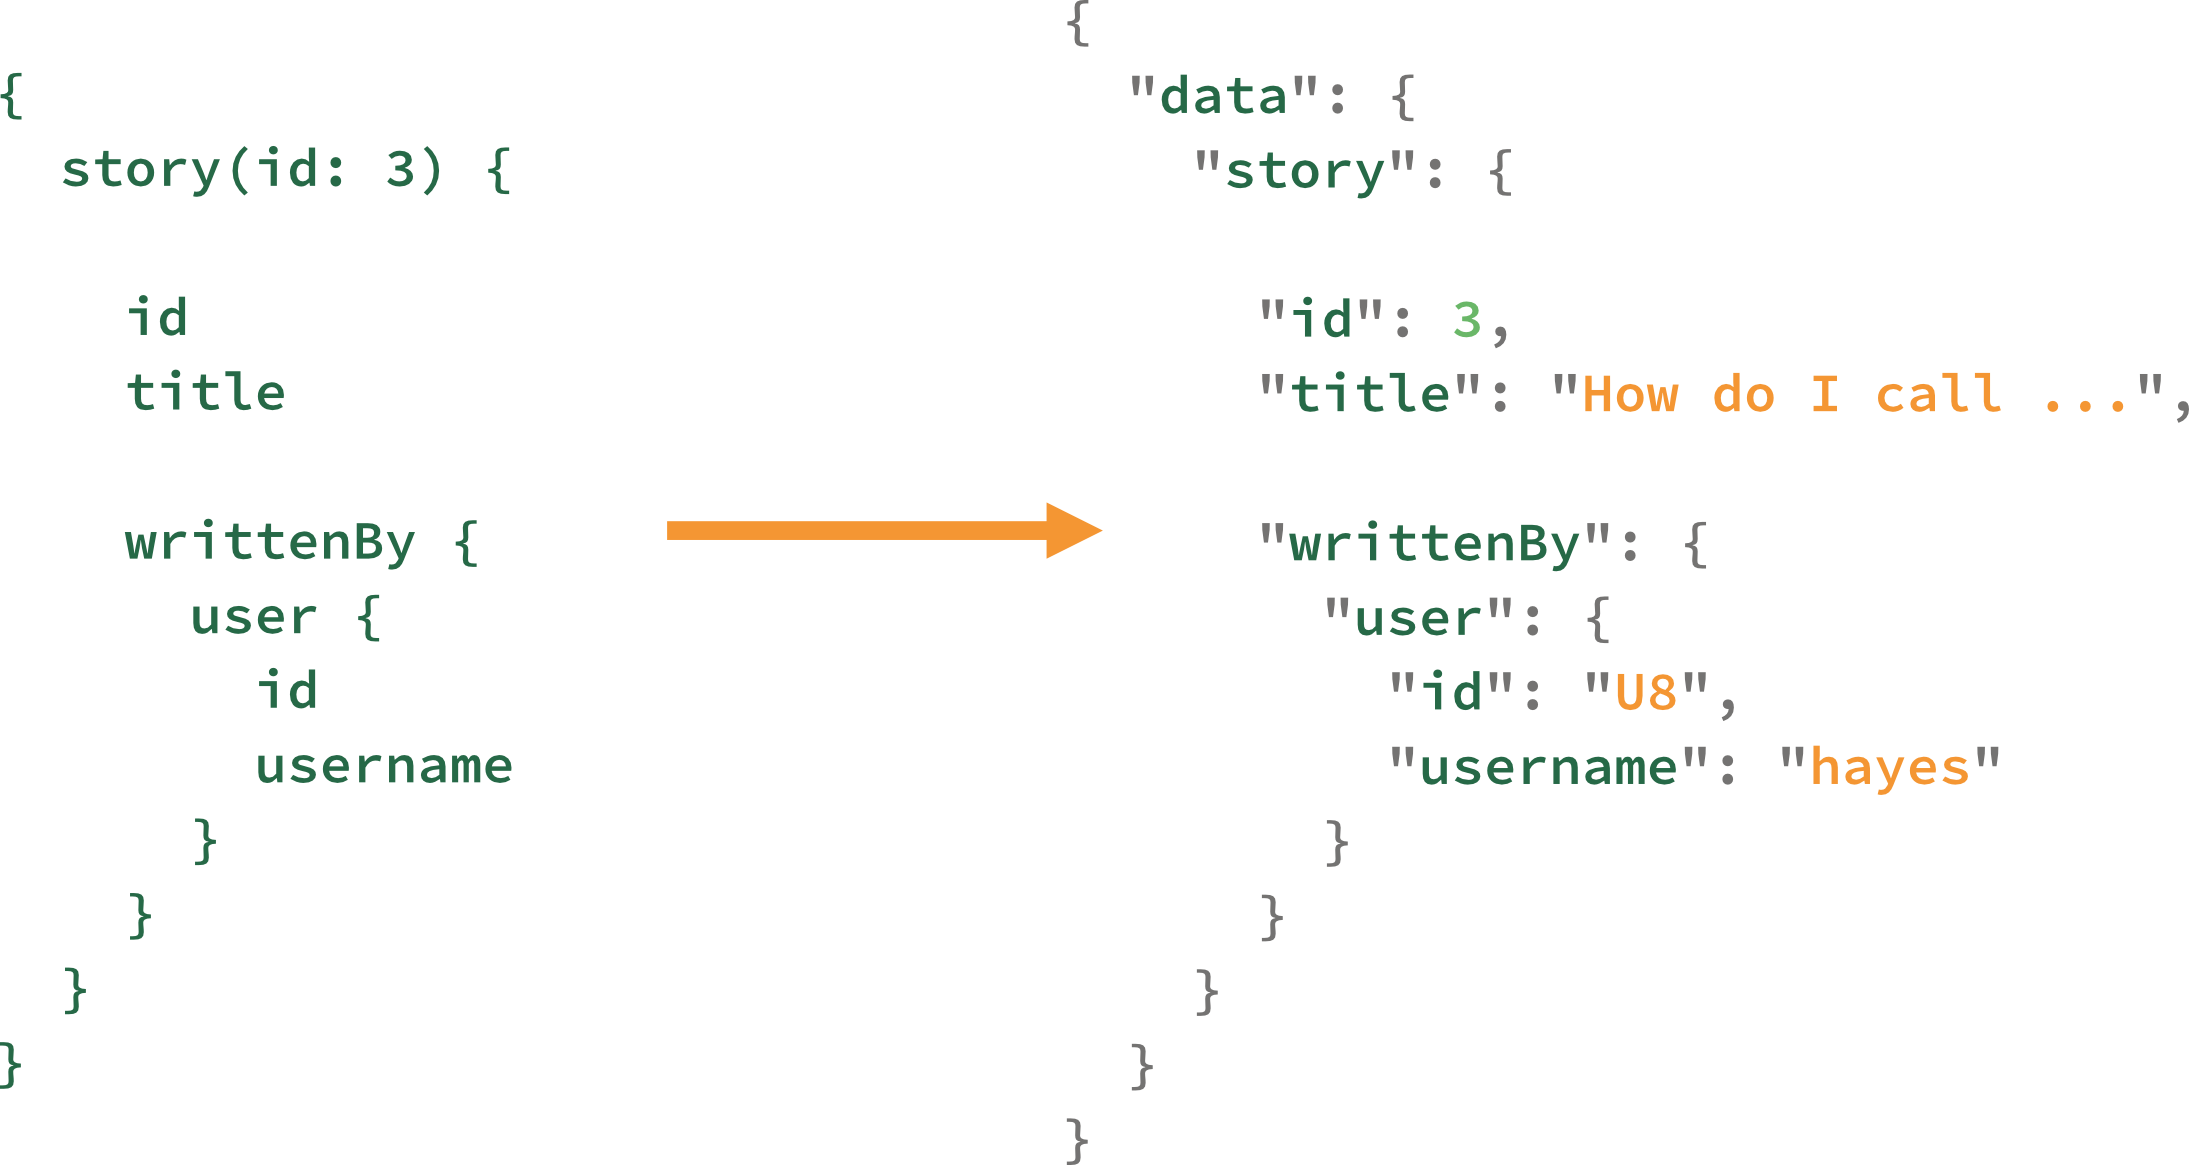 {
  story(id: 3) {
    id
    title
    writtenBy {
      user {
        id
        username
      }
    }
  }
}
{
  "data": {
    "story": {
      "id": 3,
      "title": "How do I call ...",
      "writtenBy": {
        "user": {
          "id": "U8",
          "username": "hayes"
        }
      }
    }
  }
}